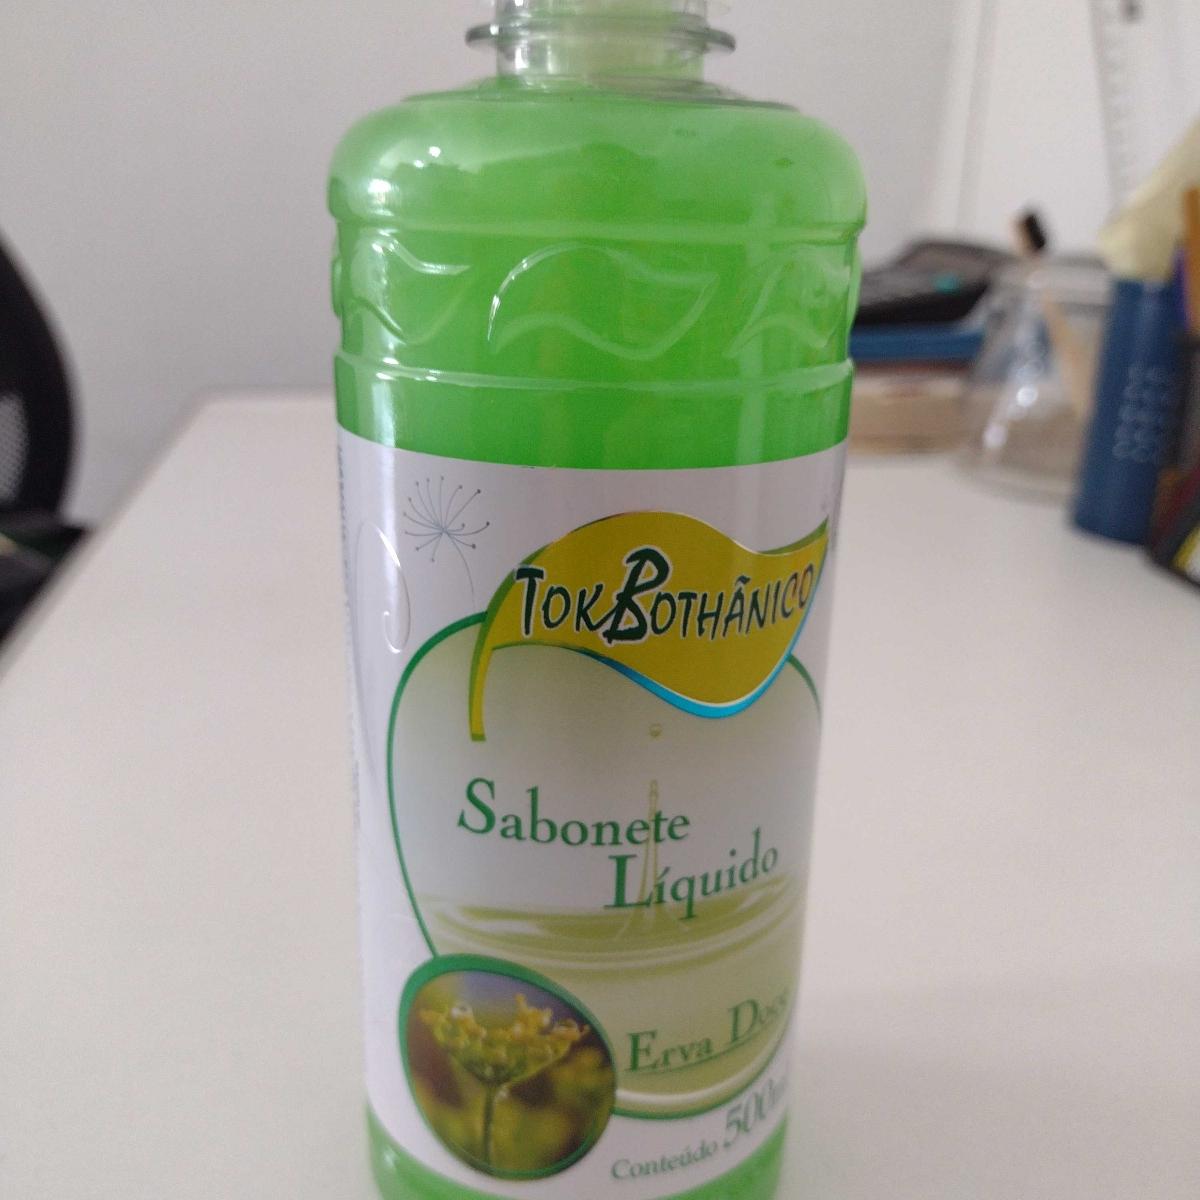 TOKBOTHÂNICO
Sabonete
Líquido
Erva Doce
Conteúdo 500ml